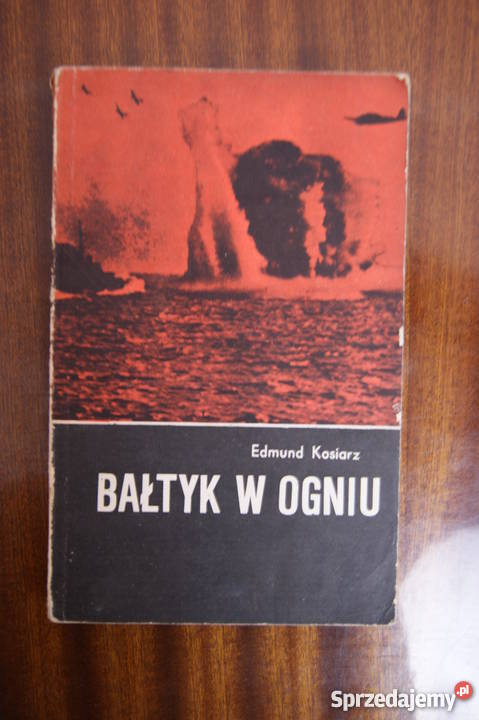 Edmund Kosiarz
BAŁTYK W OGNIU
Sprzedajemy.pl